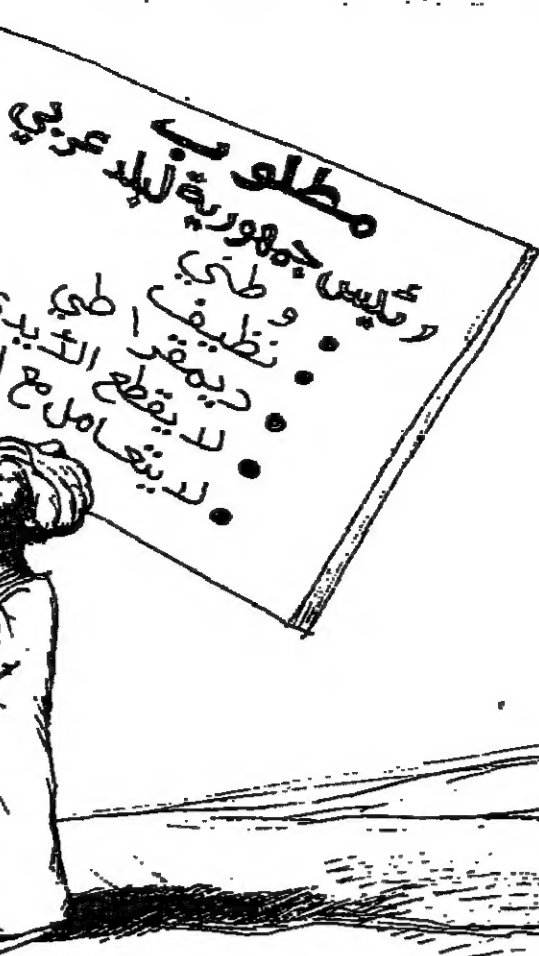 مطلوب
رئيس جمهورية لبلد عربي
• وطني
• نظيف
• ديمقراطي
• لا يقطع الأيدي
• لا يتعامل مع